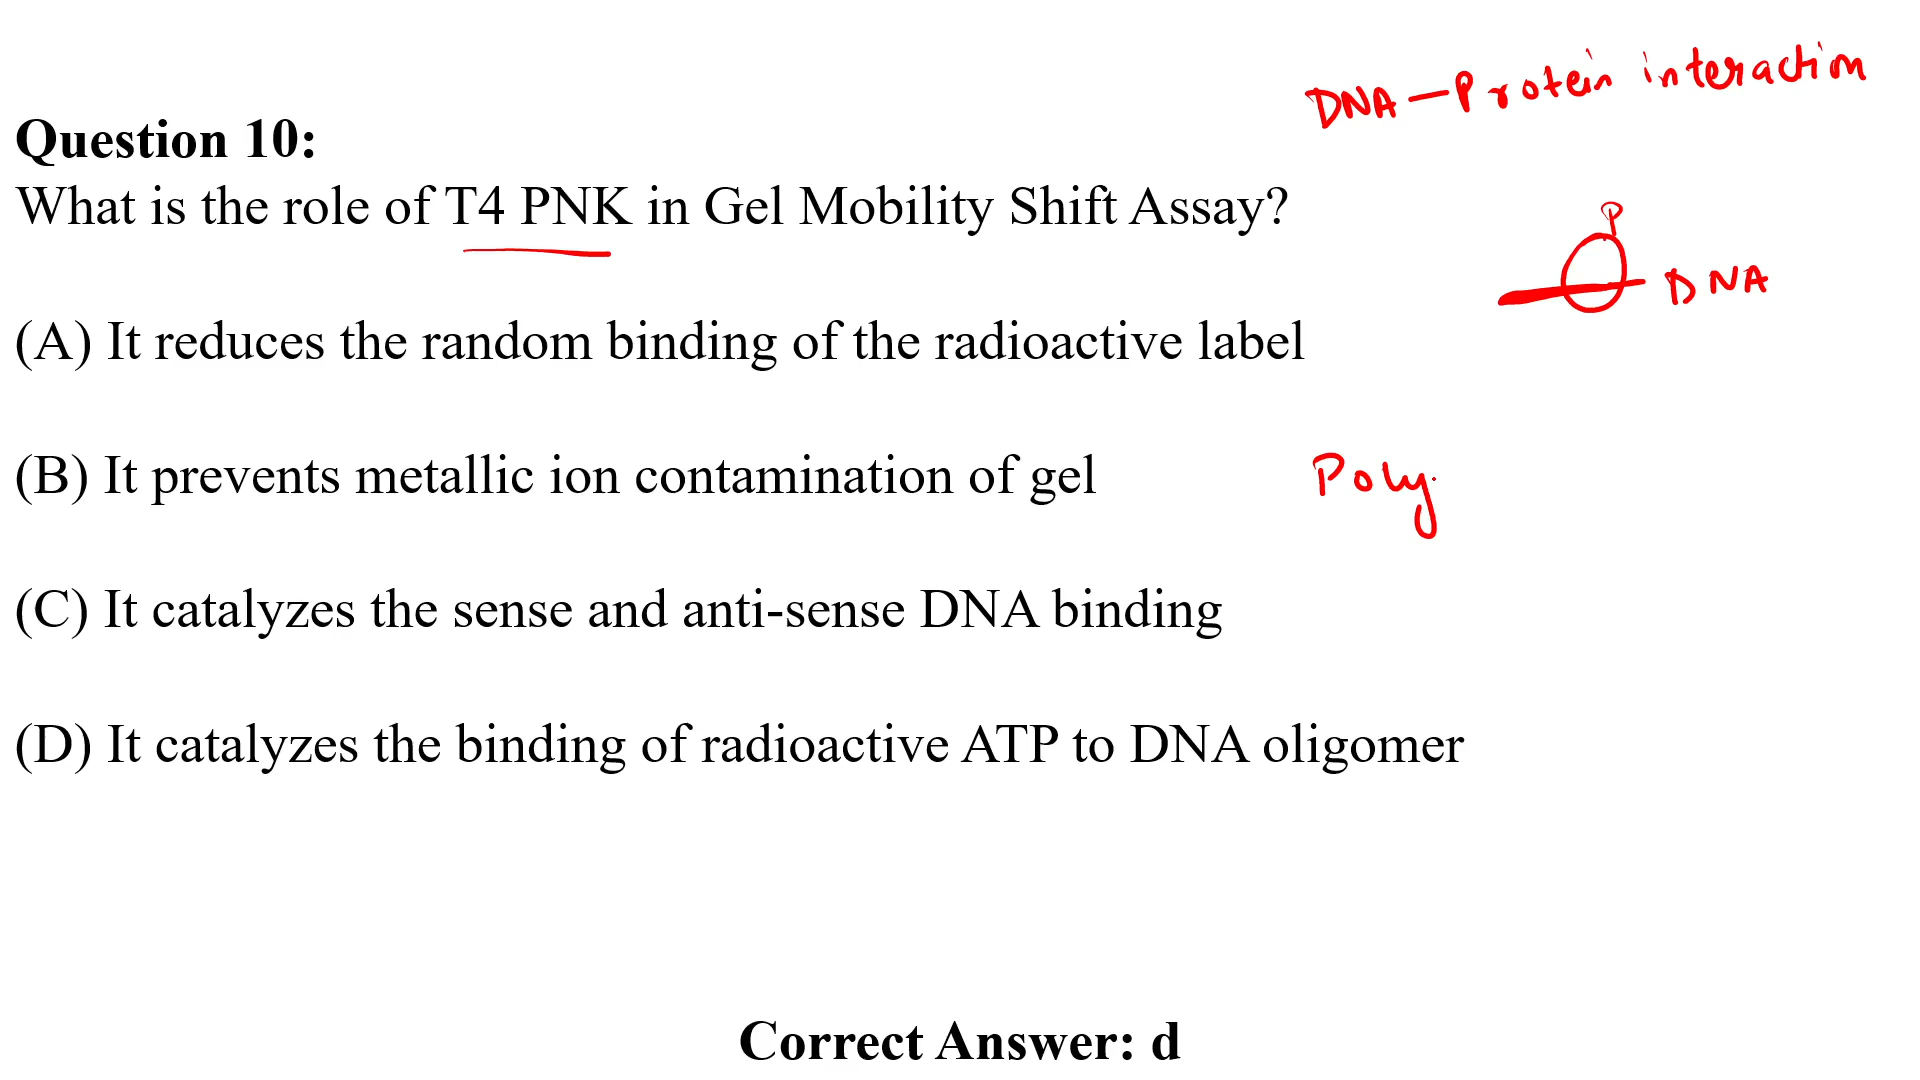 DNA - Protein interaction
Question 10:
What is the role of T4 PNK in Gel Mobility Shift Assay?
P
DNA
(A) It reduces the random binding of the radioactive label
(B) It prevents metallic ion contamination of gel
Poly
(C) It catalyzes the sense and anti-sense DNA binding
(D) It catalyzes the binding of radioactive ATP to DNA oligomer
Correct Answer: d